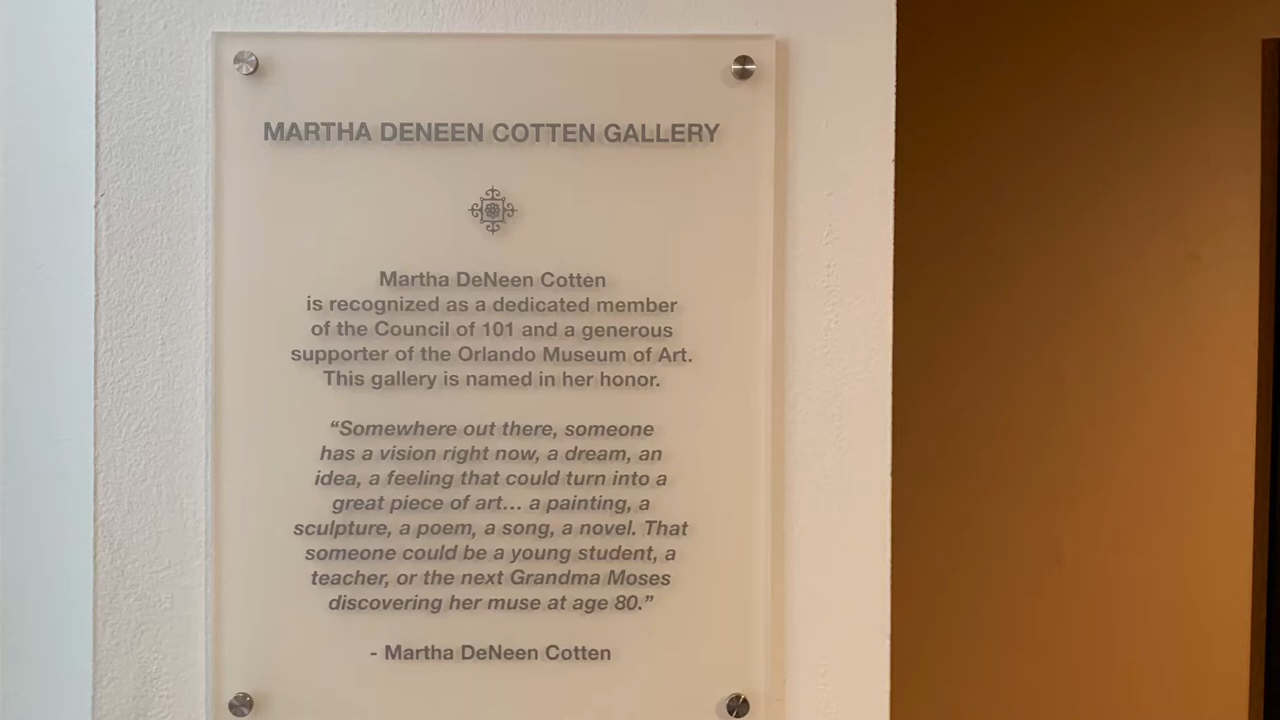 MARTHA DENEEN COTTEN GALLERY
Martha DeNeen Cotten
is recognized as a dedicated member
of the Council of 101 and a generous
supporter of the Orlando Museum of Art.
This gallery is named in her honor.
“Somewhere out there, someone
has a vision right now, a dream, an
idea, a feeling that could turn into a
great piece of art… a painting, a
sculpture, a poem, a song, a novel. That
someone could be a young student, a
teacher, or the next Grandma Moses
discovering her muse at age 80.”
- Martha DeNeen Cotten